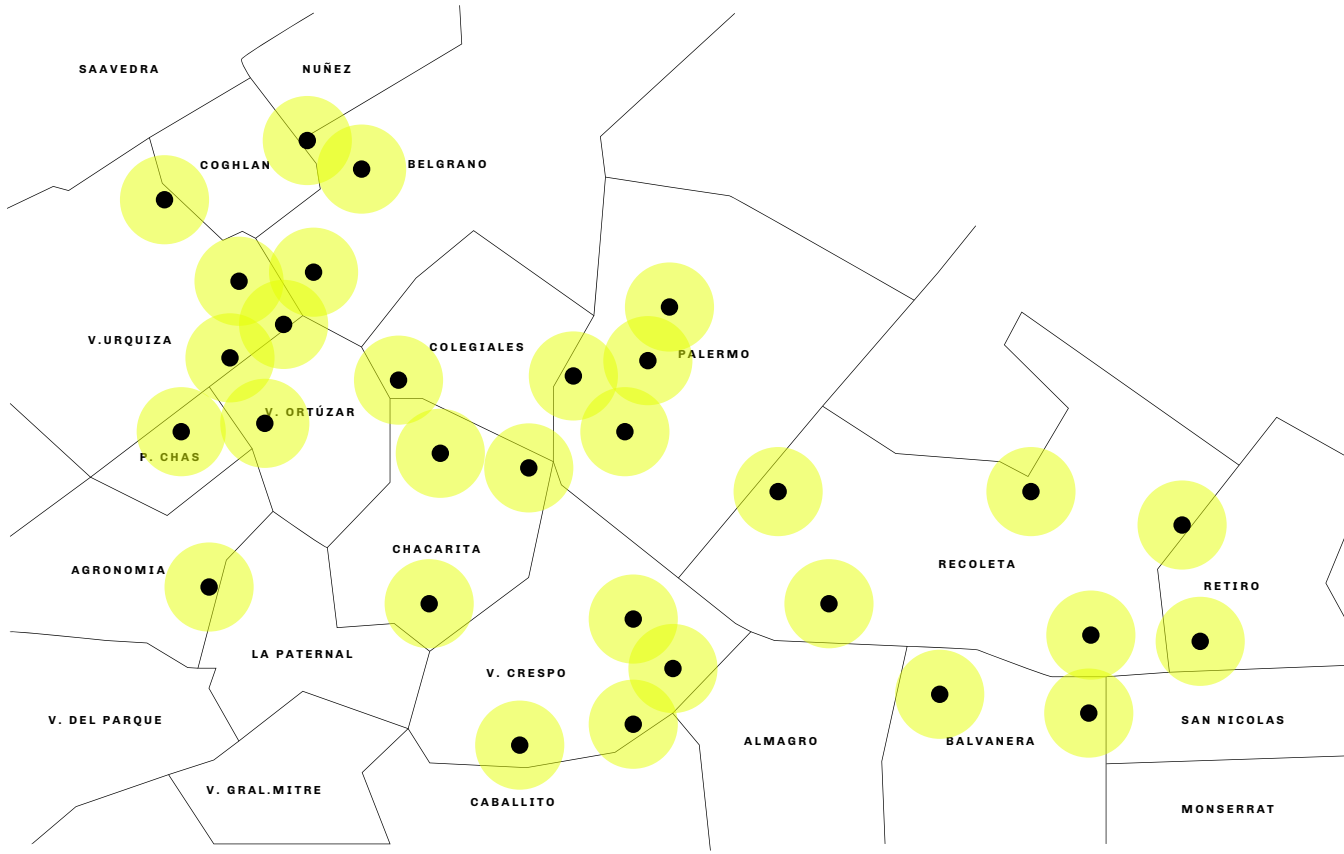 SAAVEDRA
NUÑEZ
COGHLAN
BELGRANO
V.URQUIZA
COLEGIALES
PALERMO
V. ORTÚZAR
P. CHAS
CHACARITA
AGRONOMIA
RECOLETA
RETIRO
LA PATERNAL
V. CRESPO
V. DEL PARQUE
SAN NICOLAS
ALMAGRO
BALVANERA
V. GRAL.MITRE
CABALLITO
MONSERRAT